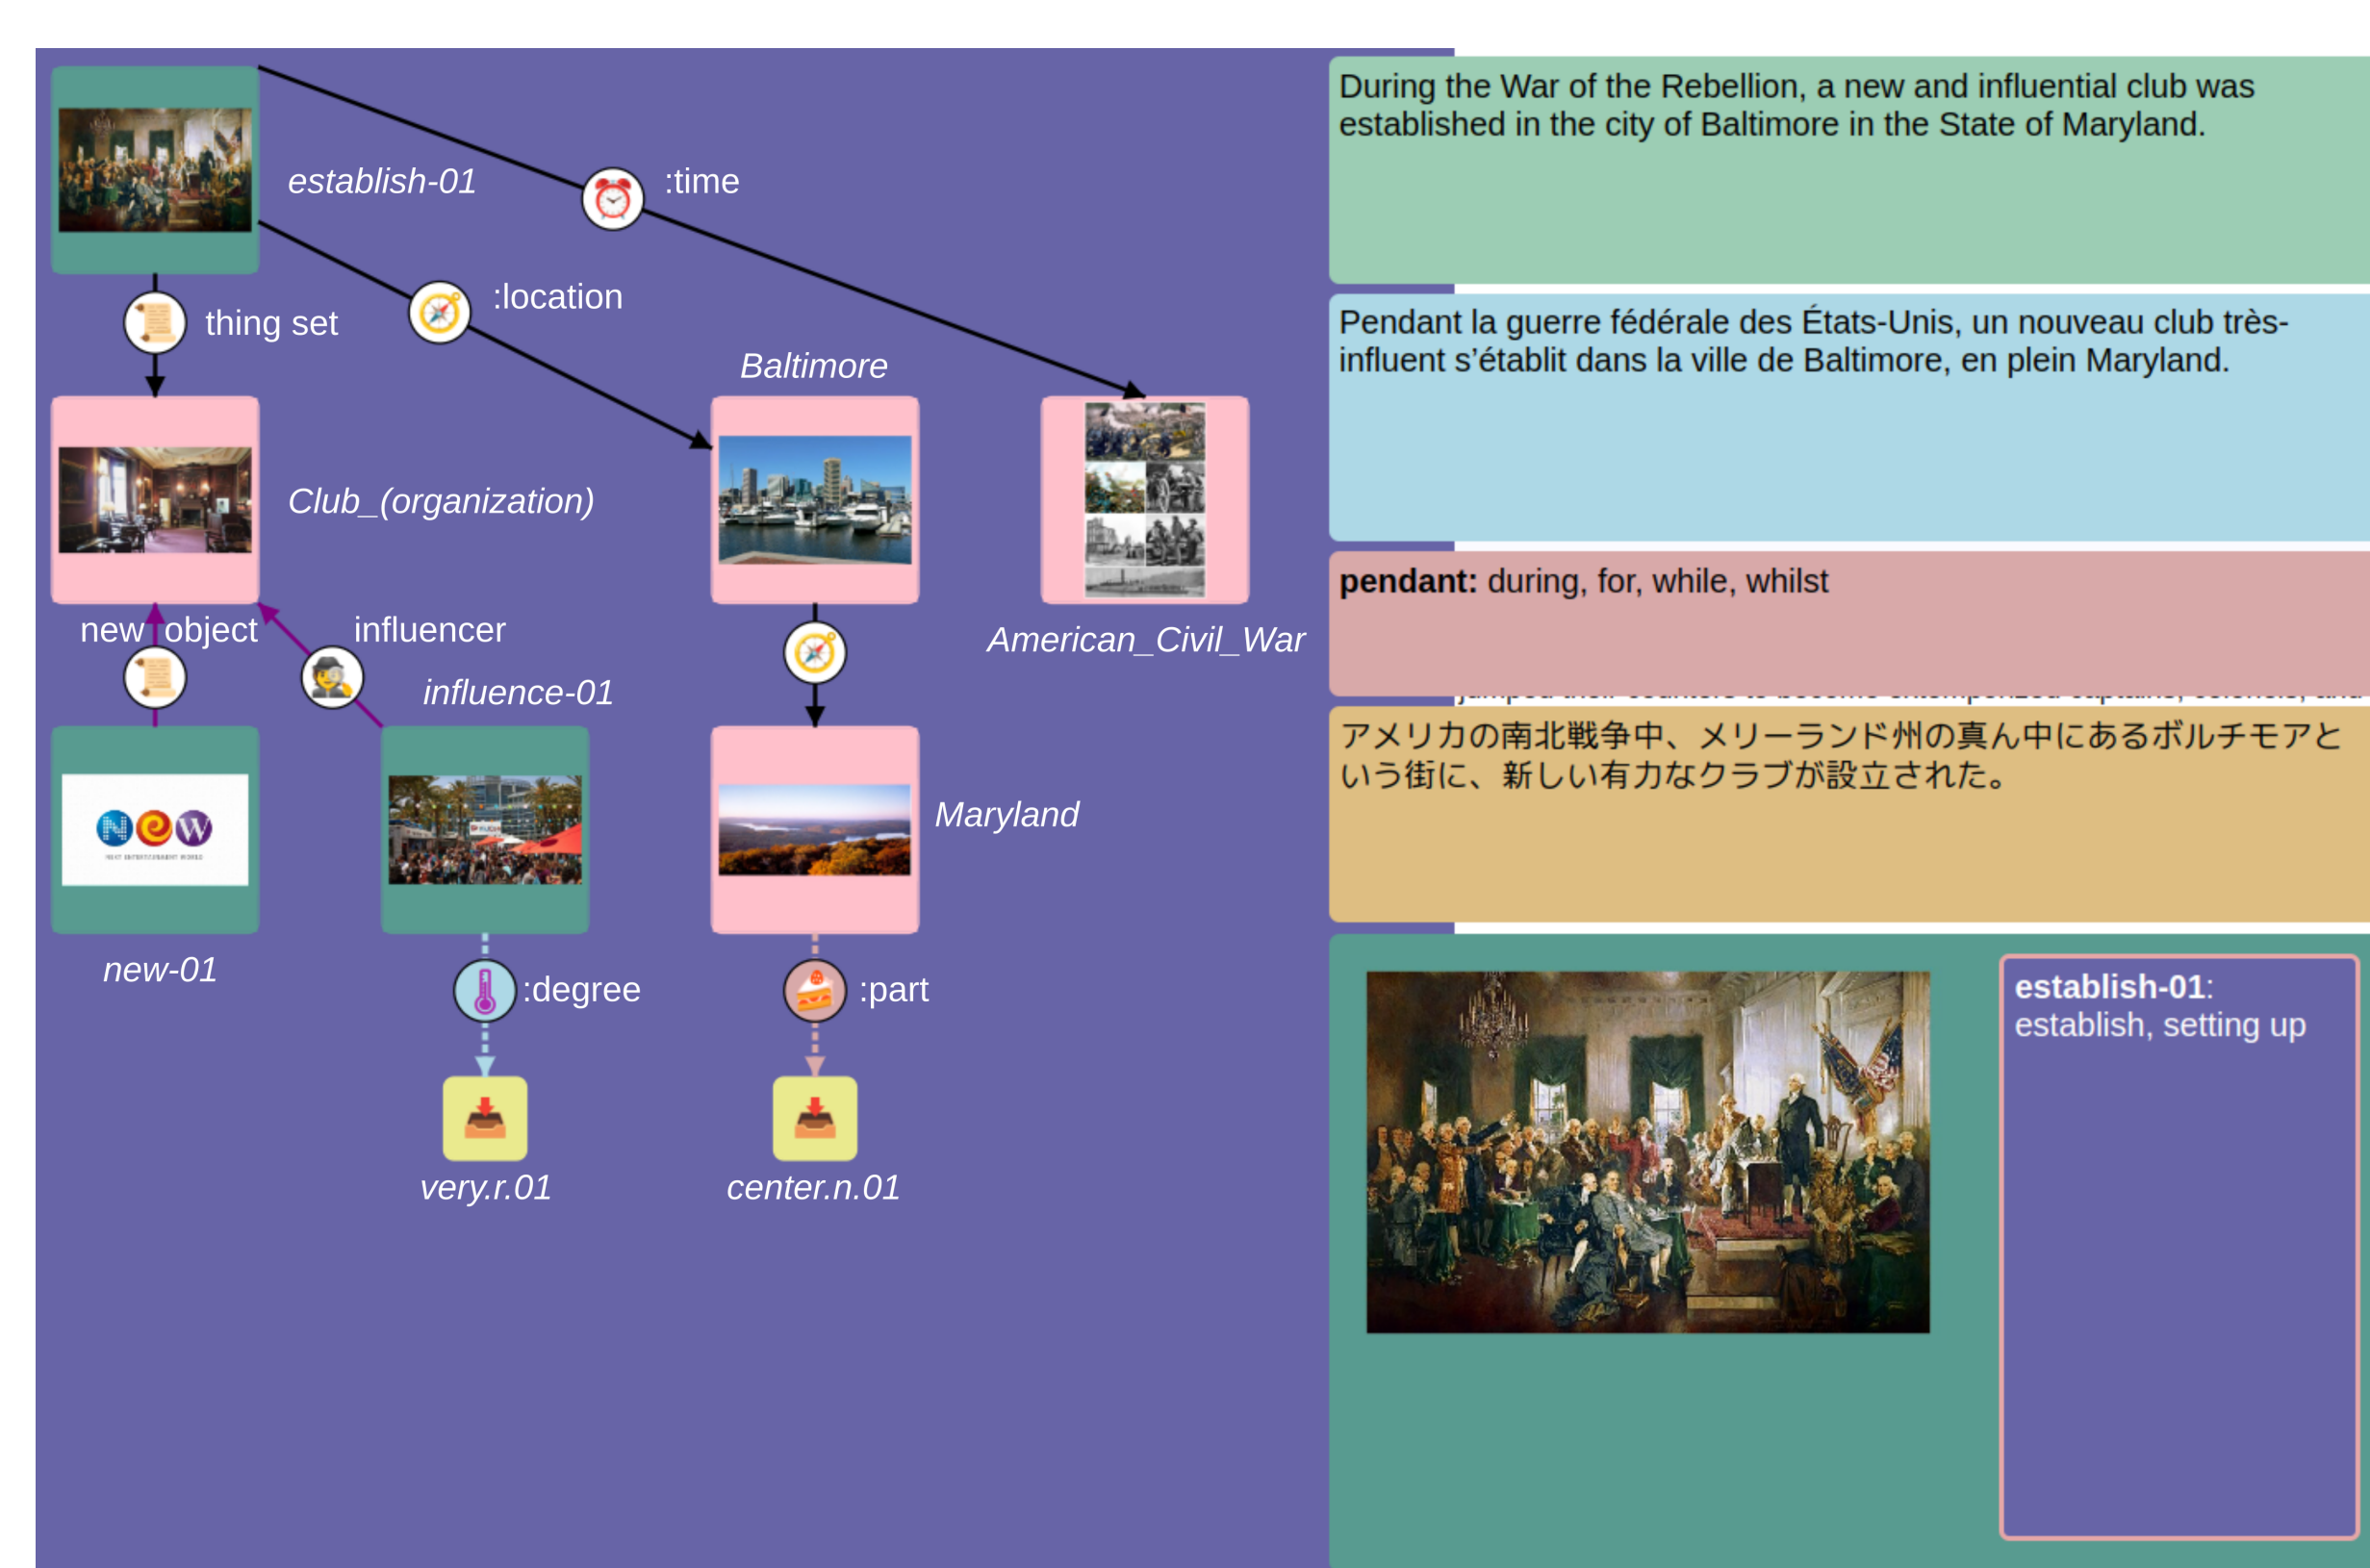 establish-01
:time
thing set
:location
Baltimore
Club_(organization)
new object
influencer
American_Civil_War
influence-01
NEW
NEXT ENTERTAINMENT WORLD
Maryland
new-01
:degree
:part
very.r.01
center.n.01
During the War of the Rebellion, a new and influential club was
established in the city of Baltimore in the State of Maryland.
Pendant la guerre fédérale des États-Unis, un nouveau club très-
influent s’établit dans la ville de Baltimore, en plein Maryland.
pendant: during, for, while, whilst
アメリカの南北戦争中、メリーランド州の真ん中にあるボルチモアと
いう街に、新しい有力なクラブが設立された。
establish-01:
establish, setting up